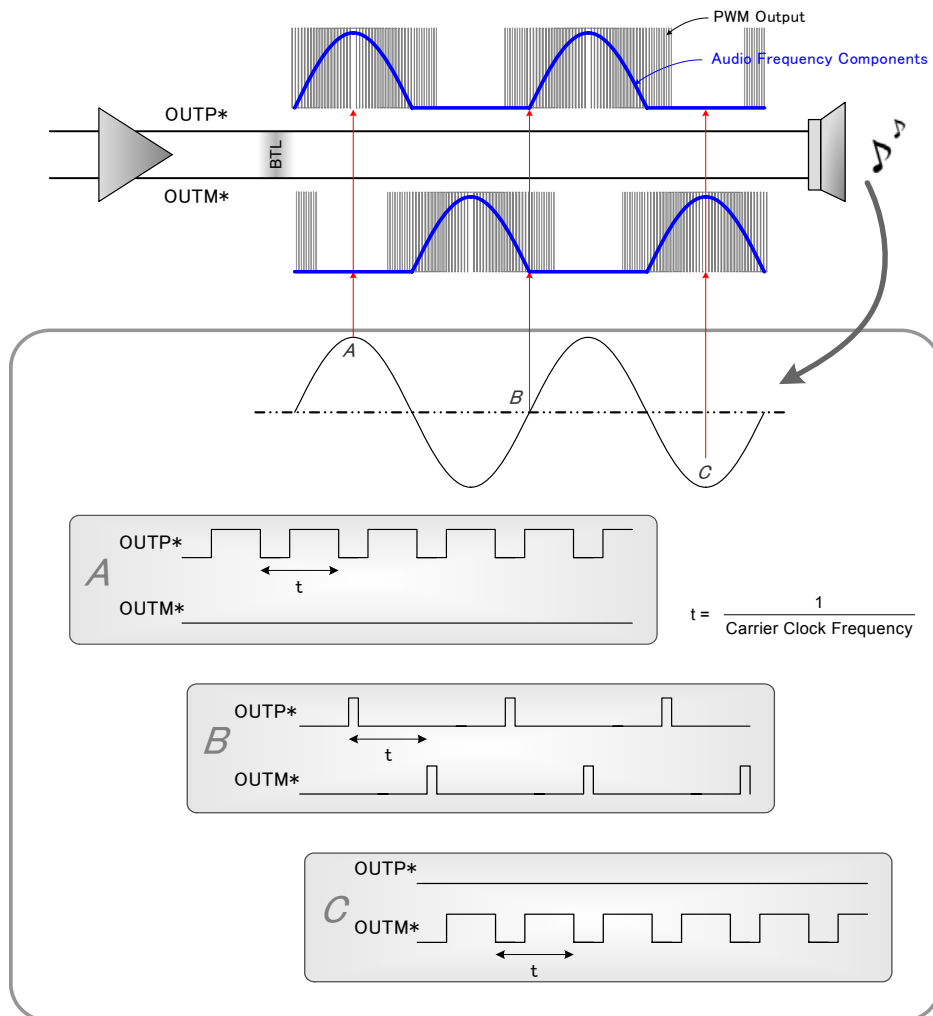 PWM Output
Audio Frequency Components
OUTP*
BTL
OUTM*
A
B
C
A
OUTP*
t
OUTM*
t = 1
Carrier Clock Frequency
B
OUTP*
t
OUTM*
C
OUTP*
OUTM*
t